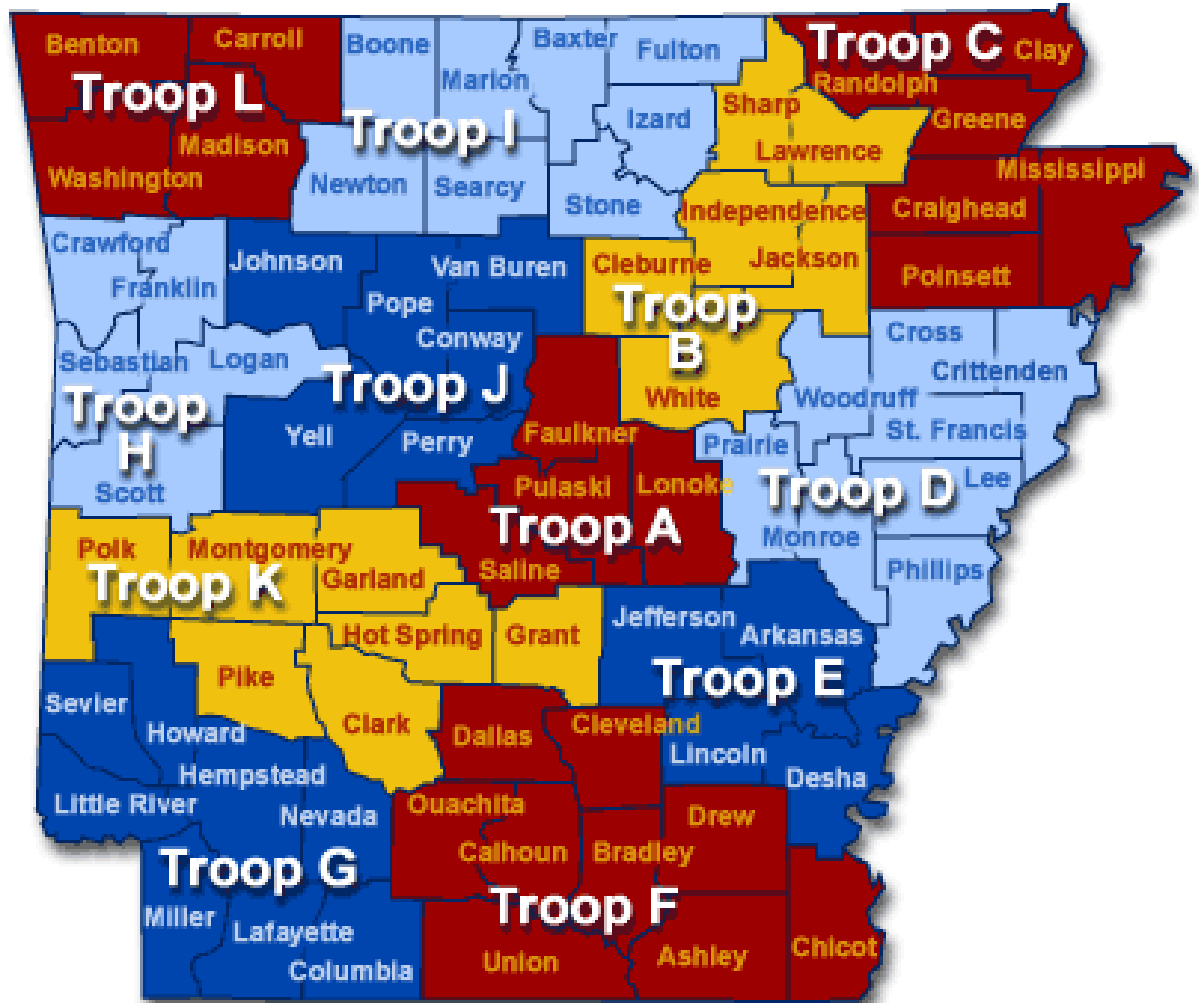 Benton
Carroll
Troop L
Madison
Washington
Boone
Marion
Baxter
Fulton
Izard
Troop I
Newton
Searcy
Stone
Troop C
Clay
Randolph
Greene
Mississippi
Craighead
Poinsett
Sharp
Lawrence
Independence
Jackson
Cleburne
Troop
B
White
Crawford
Franklin
Sebastian
Logan
Troop
H
Scott
Johnson
Van Buren
Pope
Conway
Troop J
Yell
Perry
Faulkner
Pulaski
Lonoke
Troop A
Saline
Cross
Crittenden
Woodruff
St. Francis
Prairie
Lee
Troop D
Monroe
Phillips
Polk
Montgomery
Garland
Troop K
Hot Spring
Grant
Pike
Clark
Jefferson
Arkansas
Troop E
Lincoln
Desha
Sevier
Howard
Hempstead
Little River
Nevada
Troop G
Miller
Lafayette
Columbia
Dallas
Cleveland
Ouachita
Calhoun
Bradley
Drew
Troop F
Union
Ashley
Chicot